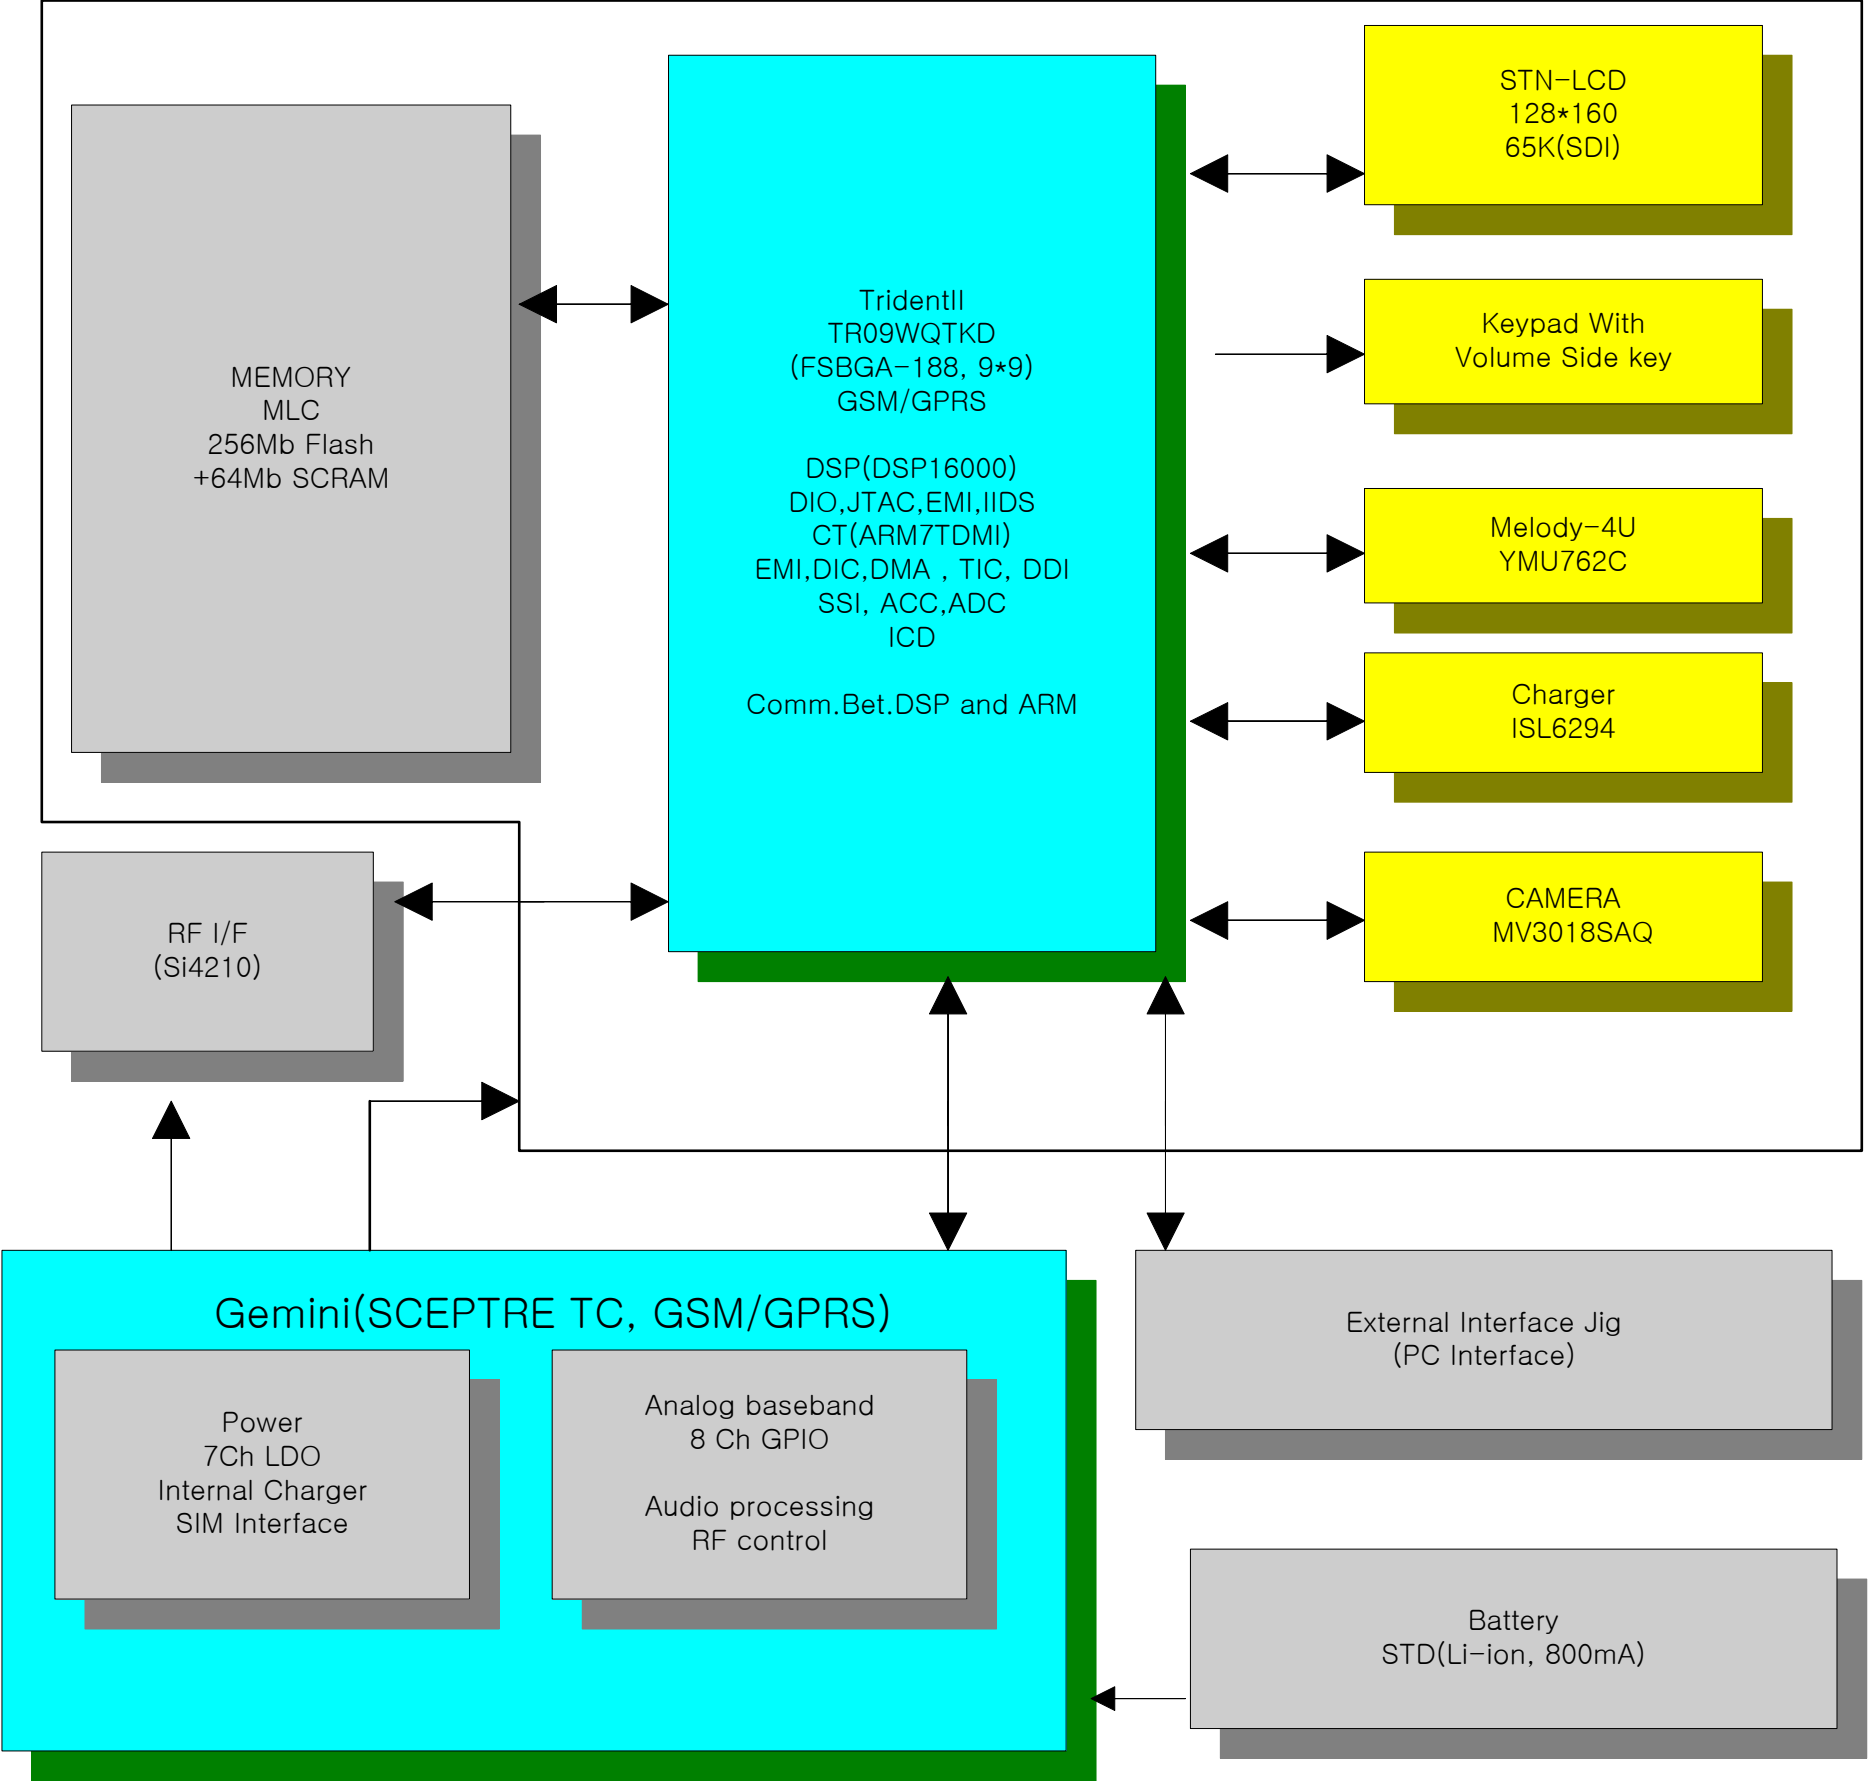 STN-LCD
128*160
65K(SDI)
TridentII
TR09WQTKD
(FSBGA-188, 9*9)
GSM/GPRS
DSP(DSP16000)
DIO,JTAC,EMI,IIDS
CT(ARM7TDMI)
EMI,DIC,DMA , TIC, DDI
SSI, ACC,ADC
ICD
Comm.Bet.DSP and ARM
MEMORY
MLC
256Mb Flash
+64Mb SCRAM
Keypad With
Volume Side key
Melody-4U
YMU762C
Charger
ISL6294
CAMERA
MV3018SAQ
RF I/F
(Si4210)
Gemini(SCEPTRE TC, GSM/GPRS)
Power
7Ch LDO
Internal Charger
SIM Interface
Analog baseband
8 Ch GPIO
Audio processing
RF control
External Interface Jig
(PC Interface)
Battery
STD(Li-ion, 800mA)